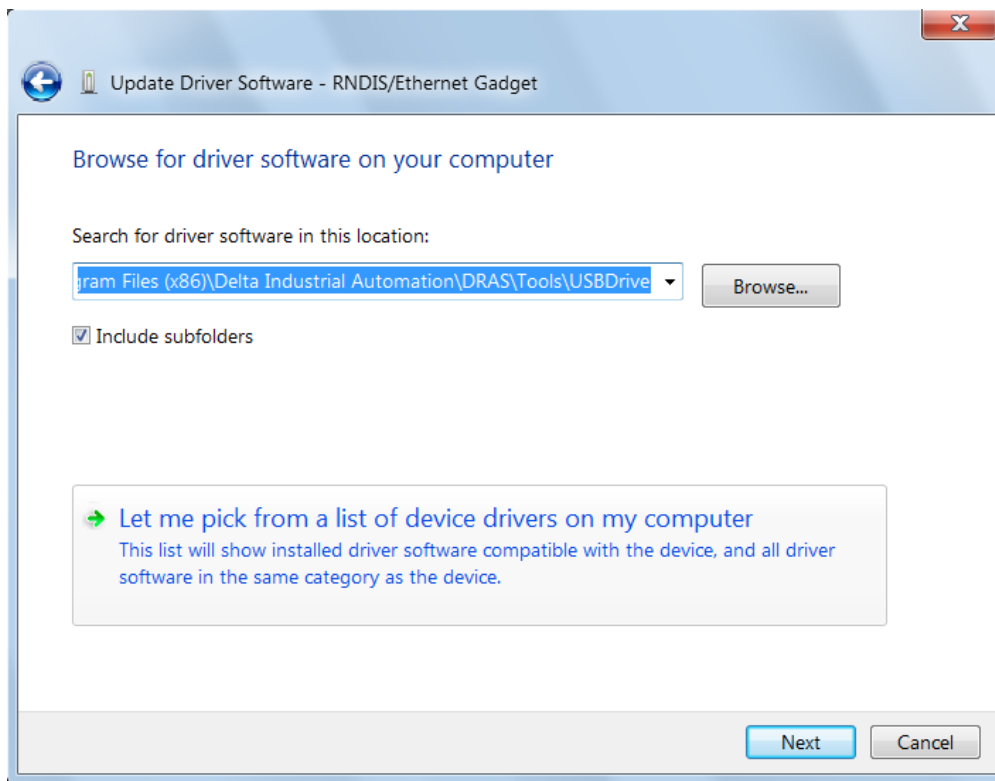 X
Update Driver Software - RNDIS/Ethernet Gadget
Browse for driver software on your computer
Search for driver software in this location:
gram Files (x86)\Delta Industrial Automation\DRAS\Tools\USBDrive
Browse...
Include subfolders
Let me pick from a list of device drivers on my computer
This list will show installed driver software compatible with the device, and all driver
software in the same category as the device.
Next
Cancel